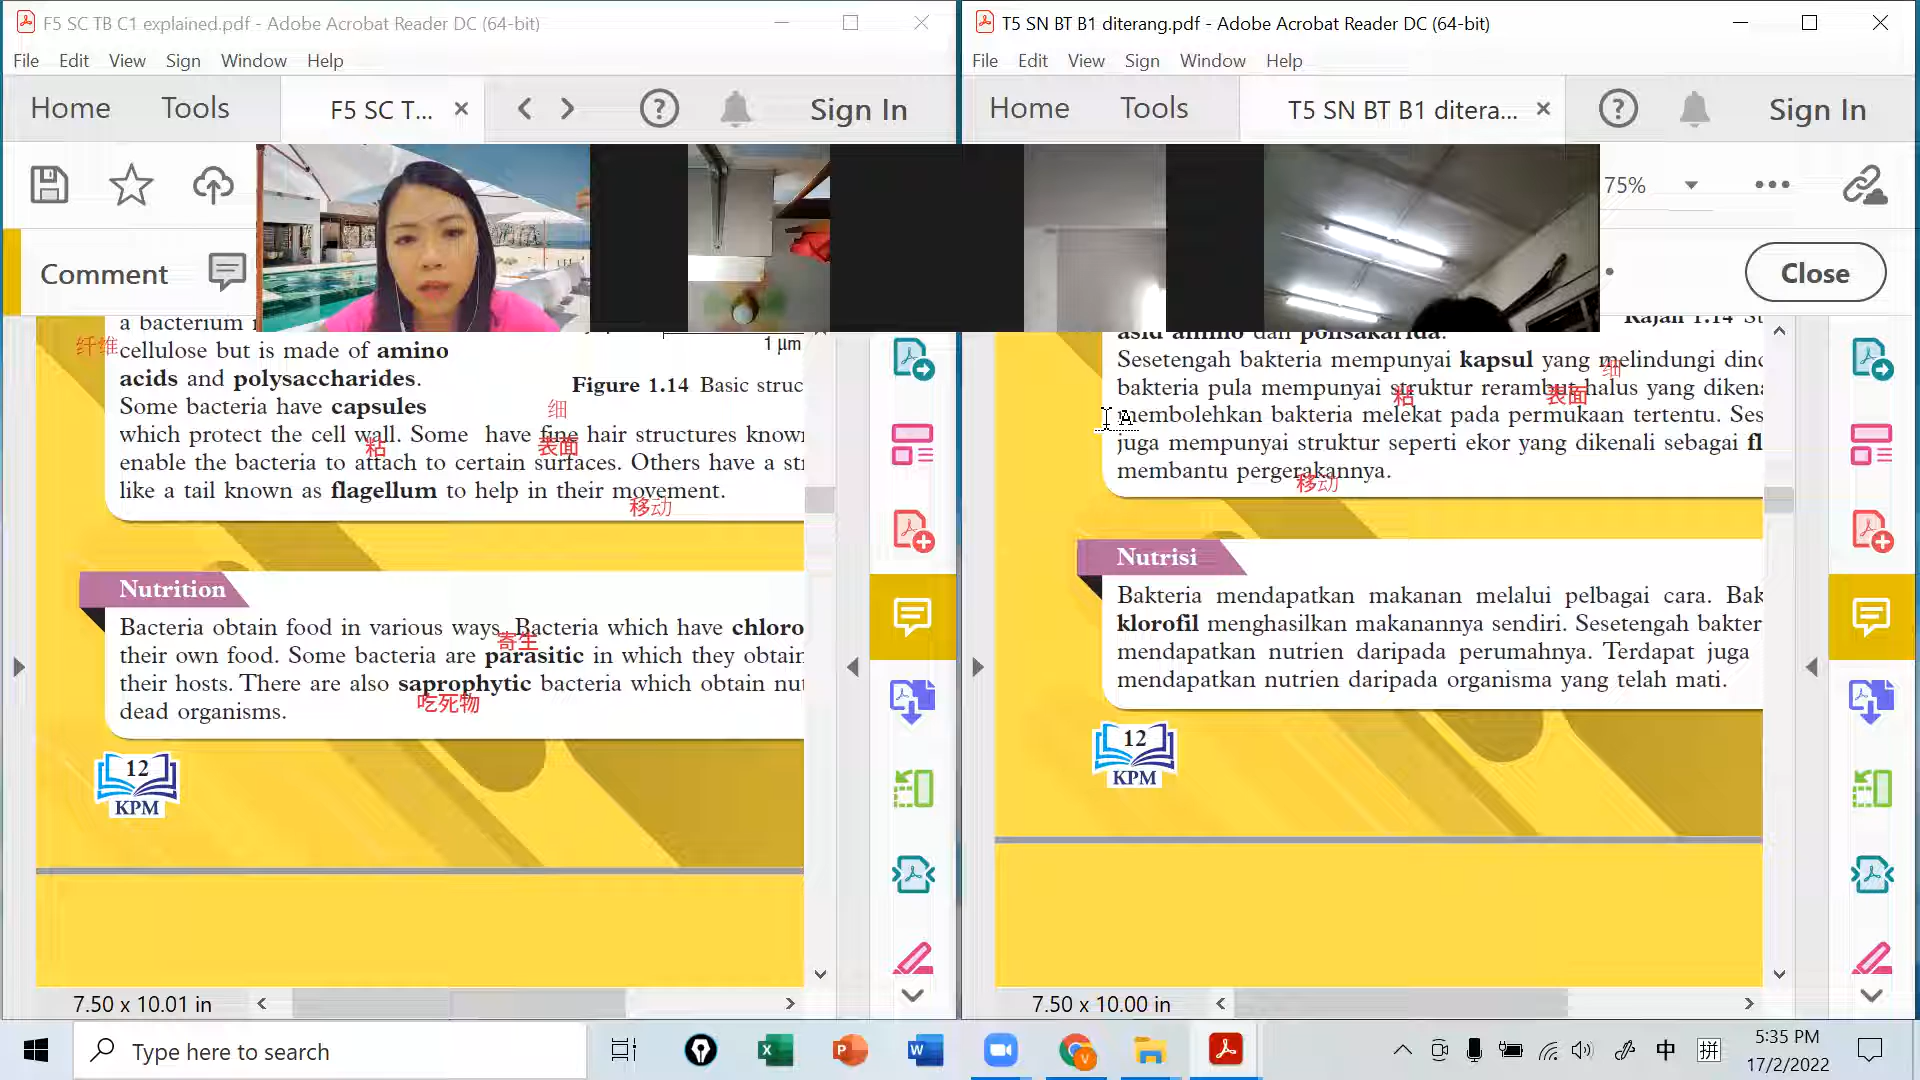 F5 SC TB C1 explained.pdf - Adobe Acrobat Reader DC (64-bit)
File Edit View Sign Window Help
Home Tools F5 SC T... Sign In
Comment
a bacterium
纤维
cellulose but is made of amino
acids and polysaccharides.
1 µm
Figure 1.14 Basic struc
Some bacteria have capsules
细
which protect the cell wall. Some have fine hair structures known
粘 表面
enable the bacteria to attach to certain surfaces. Others have a st
like a tail known as flagellum to help in their movement.
移动
Nutrition
Bacteria obtain food in various ways. Bacteria which have chloro
寄生
their own food. Some bacteria are parasitic in which they obtain
their hosts. There are also saprophytic bacteria which obtain nu
吃死物
dead organisms.
12
KPM
7.50 x 10.01 in
T5 SN BT B1 diterang.pdf - Adobe Acrobat Reader DC (64-bit)
File Edit View Sign Window Help
Home Tools T5 SN BT B1 ditera... Sign In
75%
Close
Rajah 1.14
asid amino dan polisakarida.
Sesetengah bakteria mempunyai kapsul yang melindungi din
细
bakteria pula mempunyai struktur rerambut halus yang diken
粘 表面
membolehkan bakteria melekat pada permukaan tertentu. Ses
juga mempunyai struktur seperti ekor yang dikenali sebagai fl
membantu pergerakannya.
移动
Nutrisi
Bakteria mendapatkan makanan melalui pelbagai cara. Bak
klorofil menghasilkan makanannya sendiri. Sesetengah bakter
mendapatkan nutrien daripada perumahnya. Terdapat juga
mendapatkan nutrien daripada organisma yang telah mati.
12
KPM
7.50 x 10.00 in
Type here to search
中 拼
5:35 PM
17/2/2022